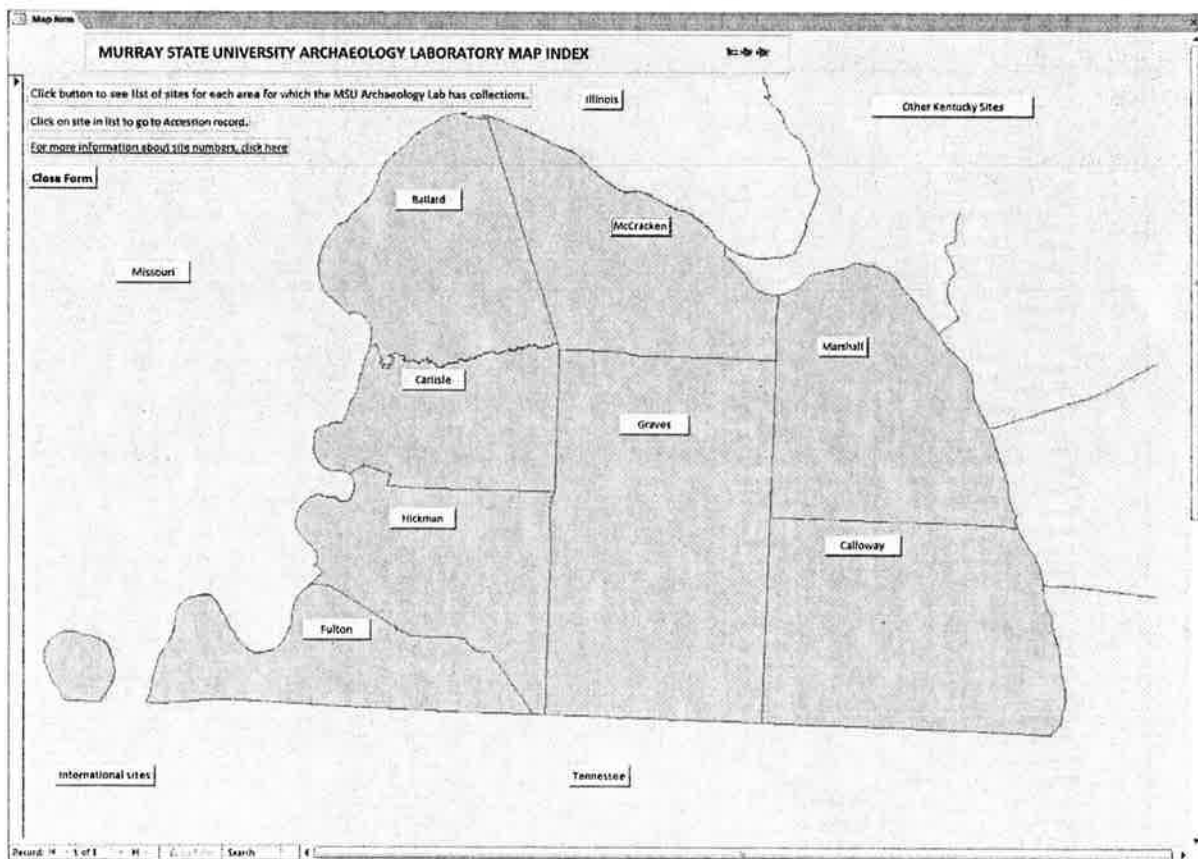 Map form
MURRAY STATE UNIVERSITY ARCHAEOLOGY LABORATORY MAP INDEX
Click button to see list of sites for each area for which the MSU Archaeology Lab has collections.
Click on site in list to go to Accession record.
For more information about site numbers, click here
Close Form
Illinois
Other Kentucky Sites
Ballard
McCracken
Missouri
Marshall
Carlisle
Graves
Hickman
Calloway
Fulton
International sites
Tennessee
Record: 1 of 1
Search